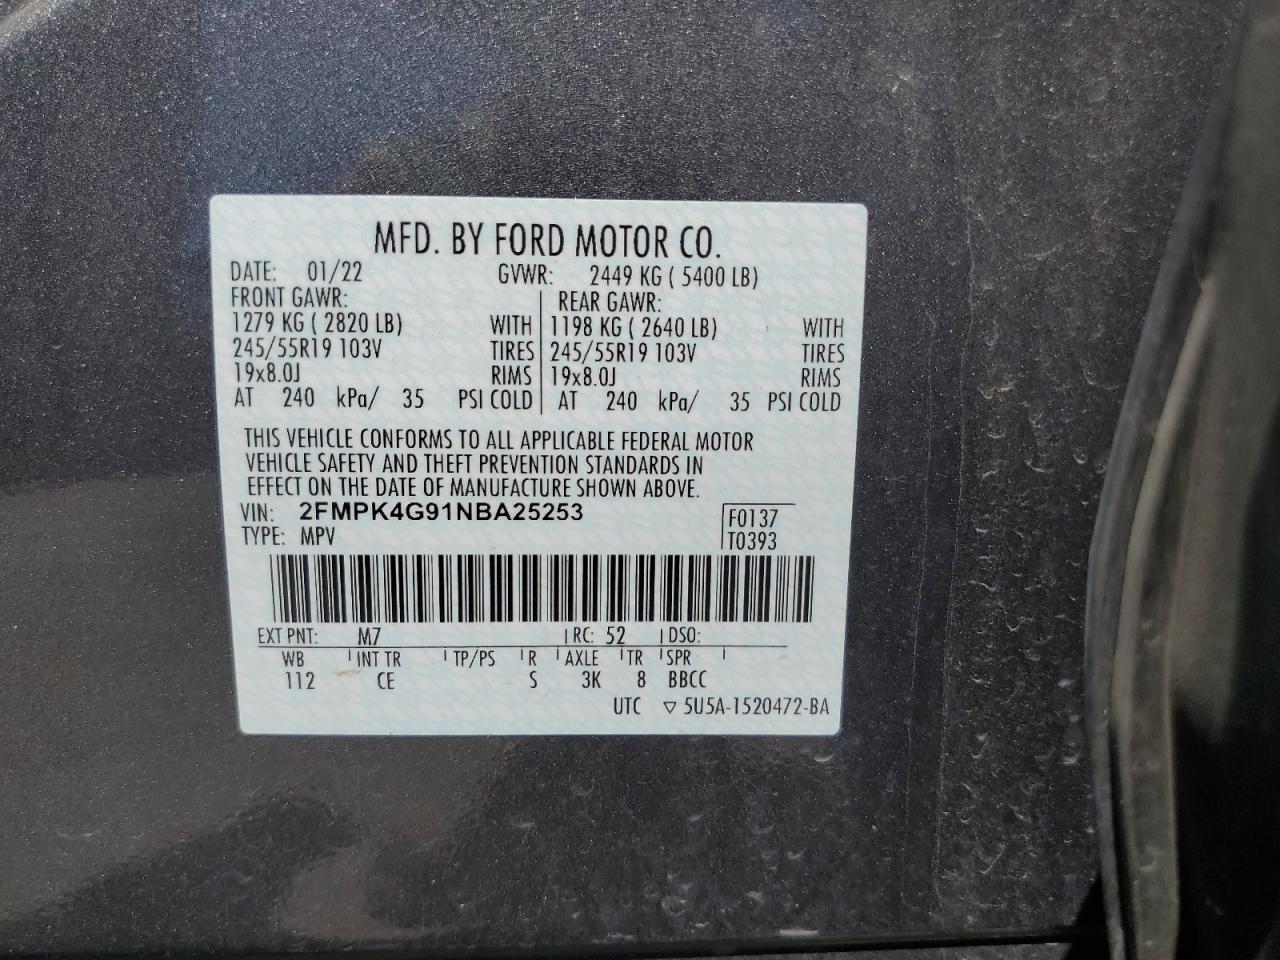 MFD. BY FORD MOTOR CO.
DATE: 01/22 GVWR: 2449 KG ( 5400 LB)
FRONT GAWR: REAR GAWR:
1279 KG ( 2820 LB) WITH 1198 KG ( 2640 LB) WITH
245/55R19 103V TIRES 245/55R19 103V TIRES
19x8.0J RIMS 19x8.0J RIMS
AT 240 kPa/ 35 PSI COLD AT 240 kPa/ 35 PSI COLD
THIS VEHICLE CONFORMS TO ALL APPLICABLE FEDERAL MOTOR
VEHICLE SAFETY AND THEFT PREVENTION STANDARDS IN
EFFECT ON THE DATE OF MANUFACTURE SHOWN ABOVE.
VIN: 2FMPK4G91NBA25253 F0137
TYPE: MPV T0393
EXT PNT: M7 RC: 52 DSO:
WB INT TR TP/PS R AXLE TR SPR
112 CE S 3K 8 BBCC
UTC ▽ 5U5A-1520472-BA